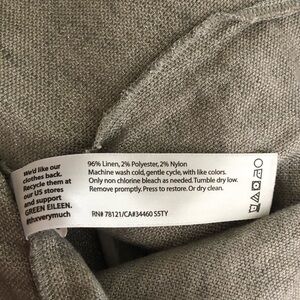 We'd like our
clothes back.
Recycle them at
our US stores
and support
GREEN EILEEN.
#thxverymuch
96% Linen, 2% Polyester, 2% Nylon
Machine wash cold, gentle cycle, with like colors.
Only non chlorine bleach as needed. Tumble dry low.
Remove promptly. Press to restore. Or dry clean.
RN# 78121/CA#34460 S5TY